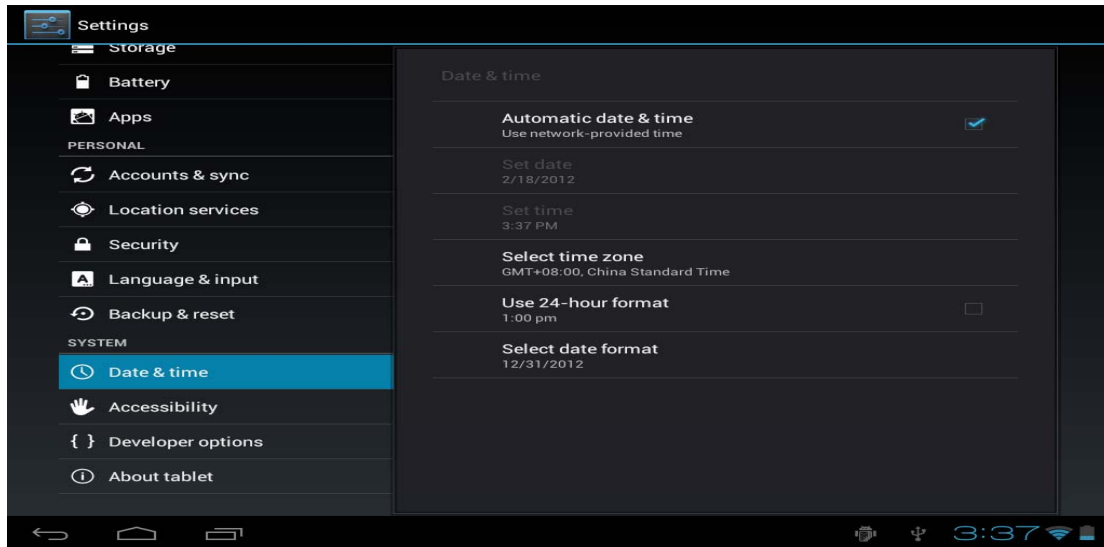 Settings
Storage
Battery
Apps
PERSONAL
Accounts & sync
Location services
Security
Language & input
Backup & reset
SYSTEM
Date & time
Accessibility
{ } Developer options
About tablet
Date & time
Automatic date & time
Use network-provided time
Set date
2/18/2012
Set time
3:37 PM
Select time zone
GMT+08:00, China Standard Time
Use 24-hour format
1:00 pm
Select date format
12/31/2012
3:37